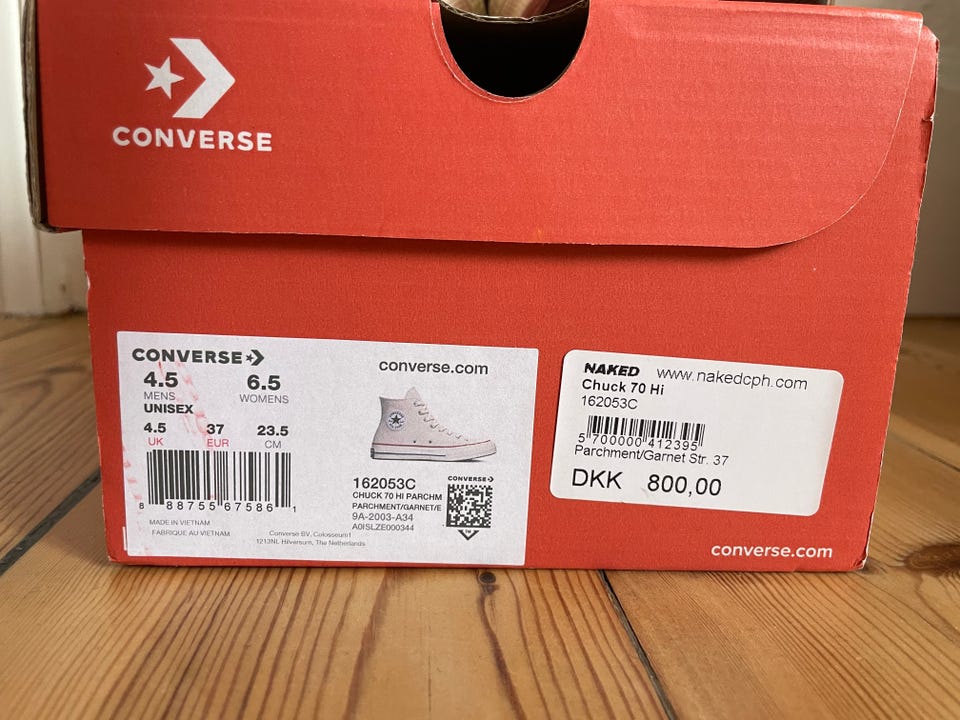 CONVERSE
CONVERSE
converse.com
4.5
6.5
MENS
WOMENS
UNISEX
4.5
37
23.5
UK
EUR
CM
8 88755 67586 1
MADE IN VIETNAM
FABRIQUE AU VIETNAM
Converse BV, Colosseum1
1213NL Hilversum, The Netherlands
162053C
CHUCK 70 HI PARCHM
PARCHMENT/GARNET/E
9A-2003-A34
A0ISLZE000344
CONVERSE
NAKED www.nakedcph.com
Chuck 70 Hi
162053C
5 700000 412395
Parchment/Garnet Str. 37
DKK 800,00
converse.com